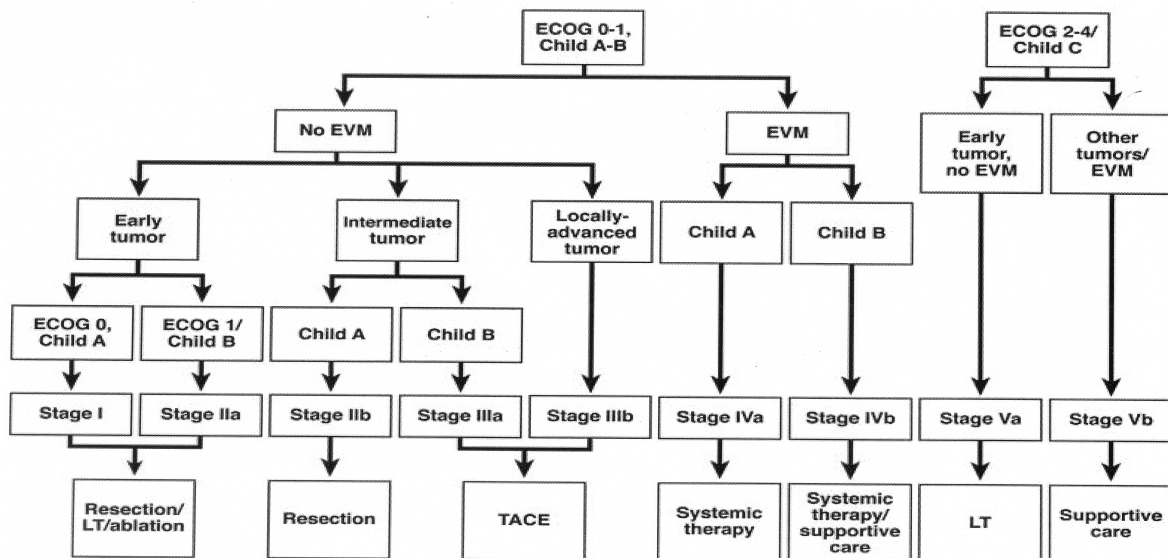 ECOG 0-1,
Child A-B
ECOG 2-4/
Child C
No EVM
EVM
Early
tumor,
no EVM
Other
tumors/
EVM
Early
tumor
Intermediate
tumor
Locally-
advanced
tumor
Child A
Child B
ECOG 0,
Child A
ECOG 1/
Child B
Child A
Child B
Stage I
Stage IIa
Stage IIb
Stage IIIa
Stage IIIb
Stage IVa
Stage IVb
Stage Va
Stage Vb
Resection/
LT/ablation
Resection
TACE
Systemic
therapy
Systemic
therapy/
supportive
care
LT
Supportive
care